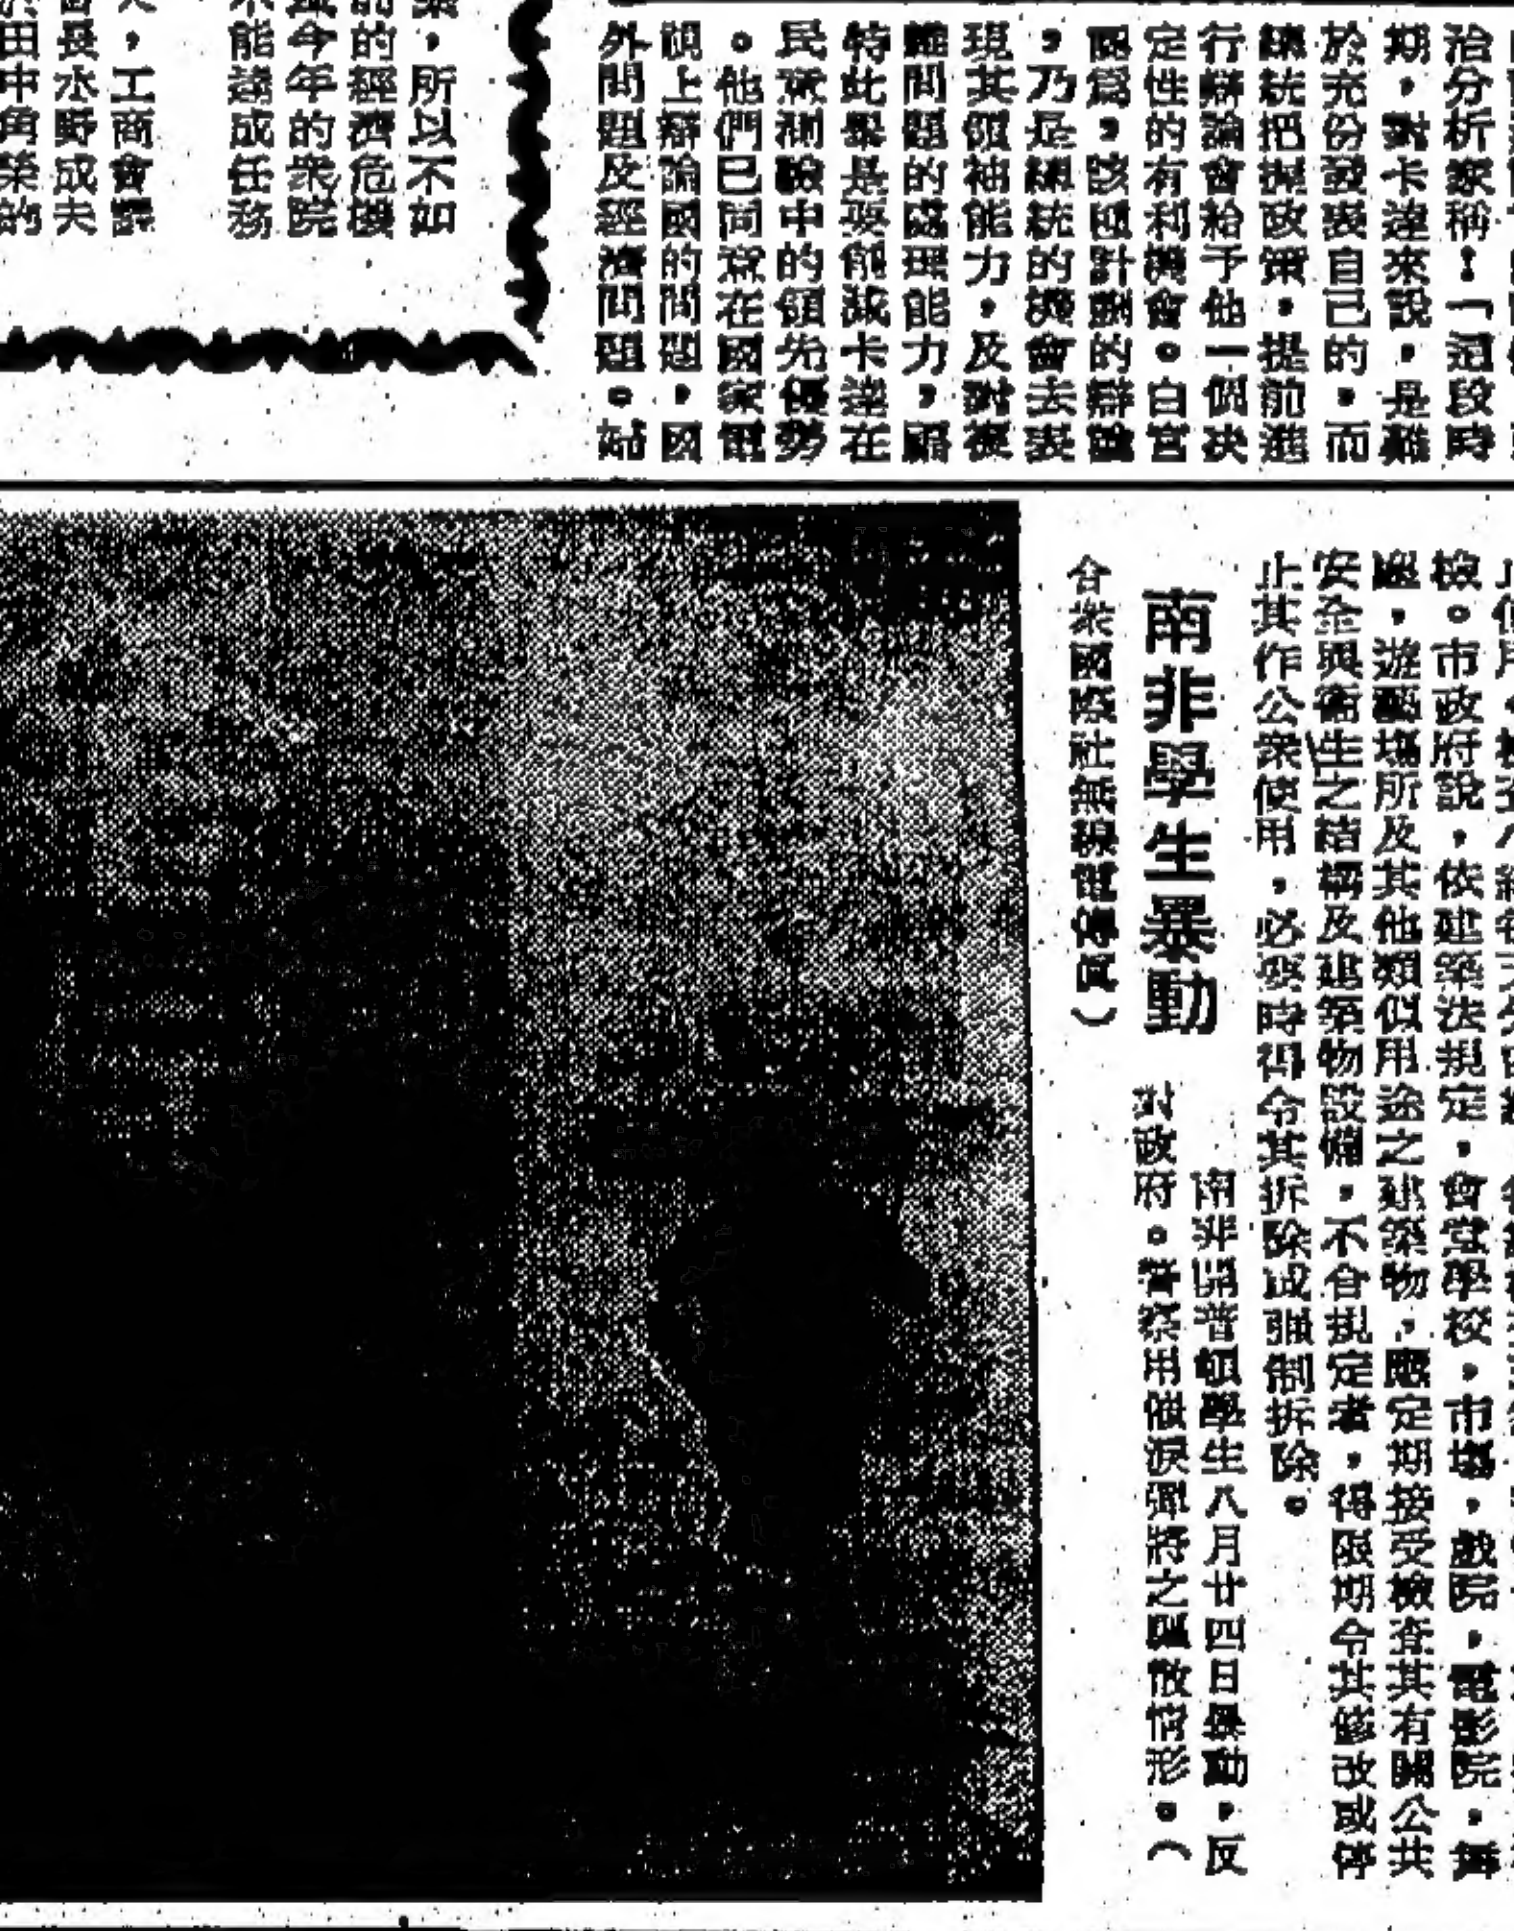 治分析家稱！「這段時
期，對卡達來說，是難
於充份發表自己的。而
總統把握政策，提前進
行辯論會給予他一個決
定性的有利機會。白宮
認爲，該項計劃的辯論
，乃是總統的機會去表
現其領袖能力，及對複
雜問題的處理能力，顯
特此舉是要削減卡達在
民意測驗中的領先優勢
。他們已同意在國家電
視上辯論國的問題，國
外問題及經濟問題。
，所以不如
的經濟危機
今年的衆院
能達成任務
，工商會議
長水野成夫
田中角榮的
檢。市政府說，依建築法規定，會堂學校，市場，戲院，電影院，舞
廳，遊藝場所及其他類似用途之建築物，應定期接受檢查其有關公共
安全與衛生之結構及建築物設備，不合規定者，得限期令其修改或停
止其作公衆使用，必要時得令其拆除或強制拆除。
南非學生暴動
南非開普頓學生八月廿四日暴動，反
對政府。警察用催淚彈將之驅散情形。（
合衆國際社無線電傳眞）